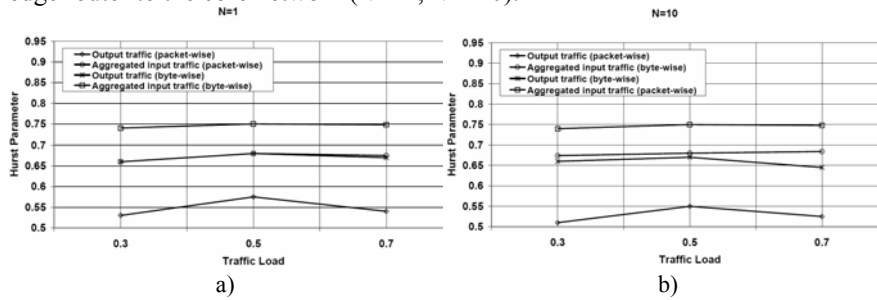 N=1
0.95
0.9
0.85
0.8
0.75
0.7
0.65
0.6
0.55
0.5
Hurst Parameter
Output traffic (packet-wise)
Aggregated input traffic (packet-wise)
Output traffic (byte-wise)
Aggregated input traffic (byte-wise)
0.3
0.5
0.7
Traffic Load
a)
N=10
0.95
0.9
0.85
0.8
0.75
0.7
0.65
0.6
0.55
0.5
Hurst Parameter
Output traffic (packet-wise)
Aggregated input traffic (byte-wise)
Output traffic (byte-wise)
Aggregated input traffic (packet-wise)
0.3
0.5
0.7
Traffic Load
b)